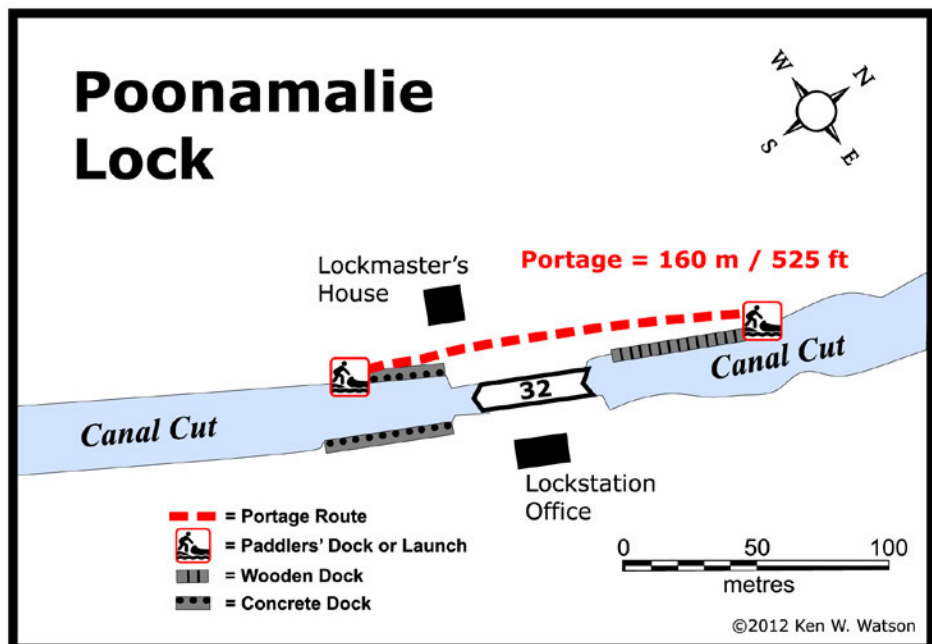 Poonamalie
Lock
W
N
S
E
Portage = 160 m / 525 ft
Lockmaster's
House
32
Canal Cut
Canal Cut
Lockstation
Office
= Portage Route
= Paddlers' Dock or Launch
= Wooden Dock
= Concrete Dock
0 50 100
metres
©2012 Ken W. Watson